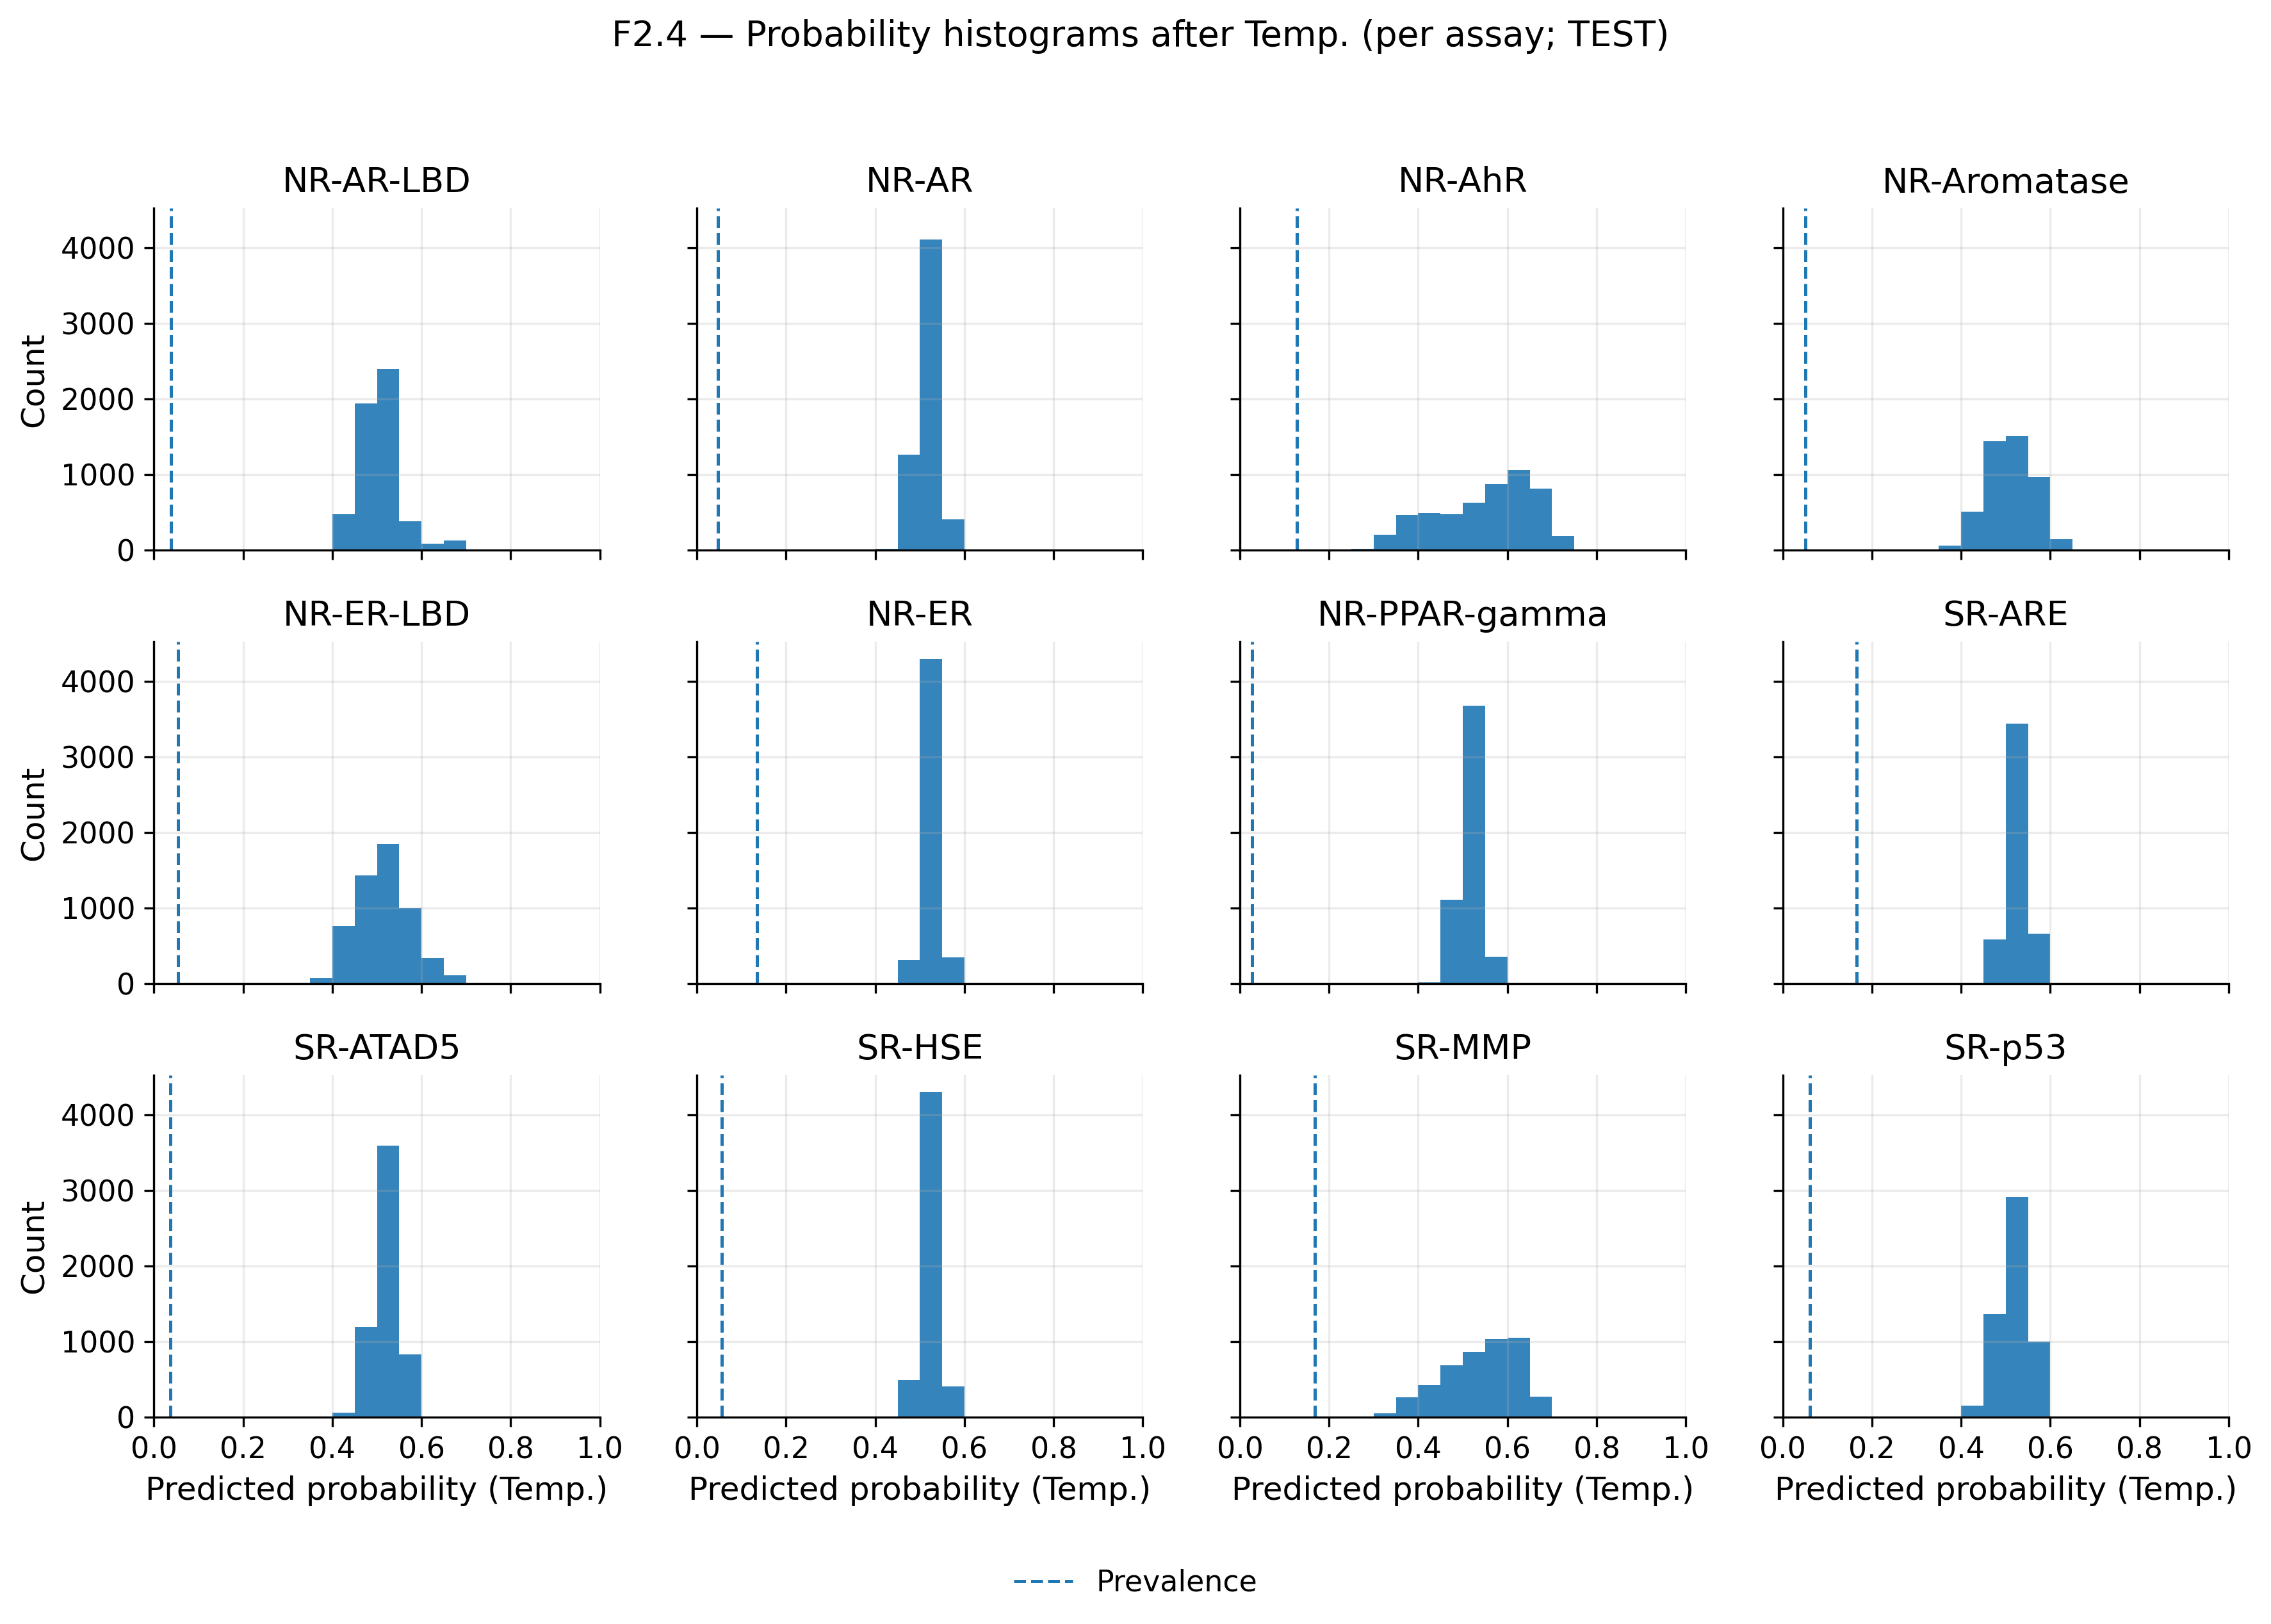 F2.4 — Probability histograms after Temp. (per assay; TEST)
NR-AR-LBD
NR-AR
NR-AhR
NR-Aromatase
Count
4000
3000
2000
1000
0
NR-ER-LBD
NR-ER
NR-PPAR-gamma
SR-ARE
Count
4000
3000
2000
1000
0
SR-ATAD5
SR-HSE
SR-MMP
SR-p53
Count
4000
3000
2000
1000
0
0.0 0.2 0.4 0.6 0.8 1.0
0.0 0.2 0.4 0.6 0.8 1.0
0.0 0.2 0.4 0.6 0.8 1.0
0.0 0.2 0.4 0.6 0.8 1.0
Predicted probability (Temp.)
Predicted probability (Temp.)
Predicted probability (Temp.)
Predicted probability (Temp.)
Prevalence